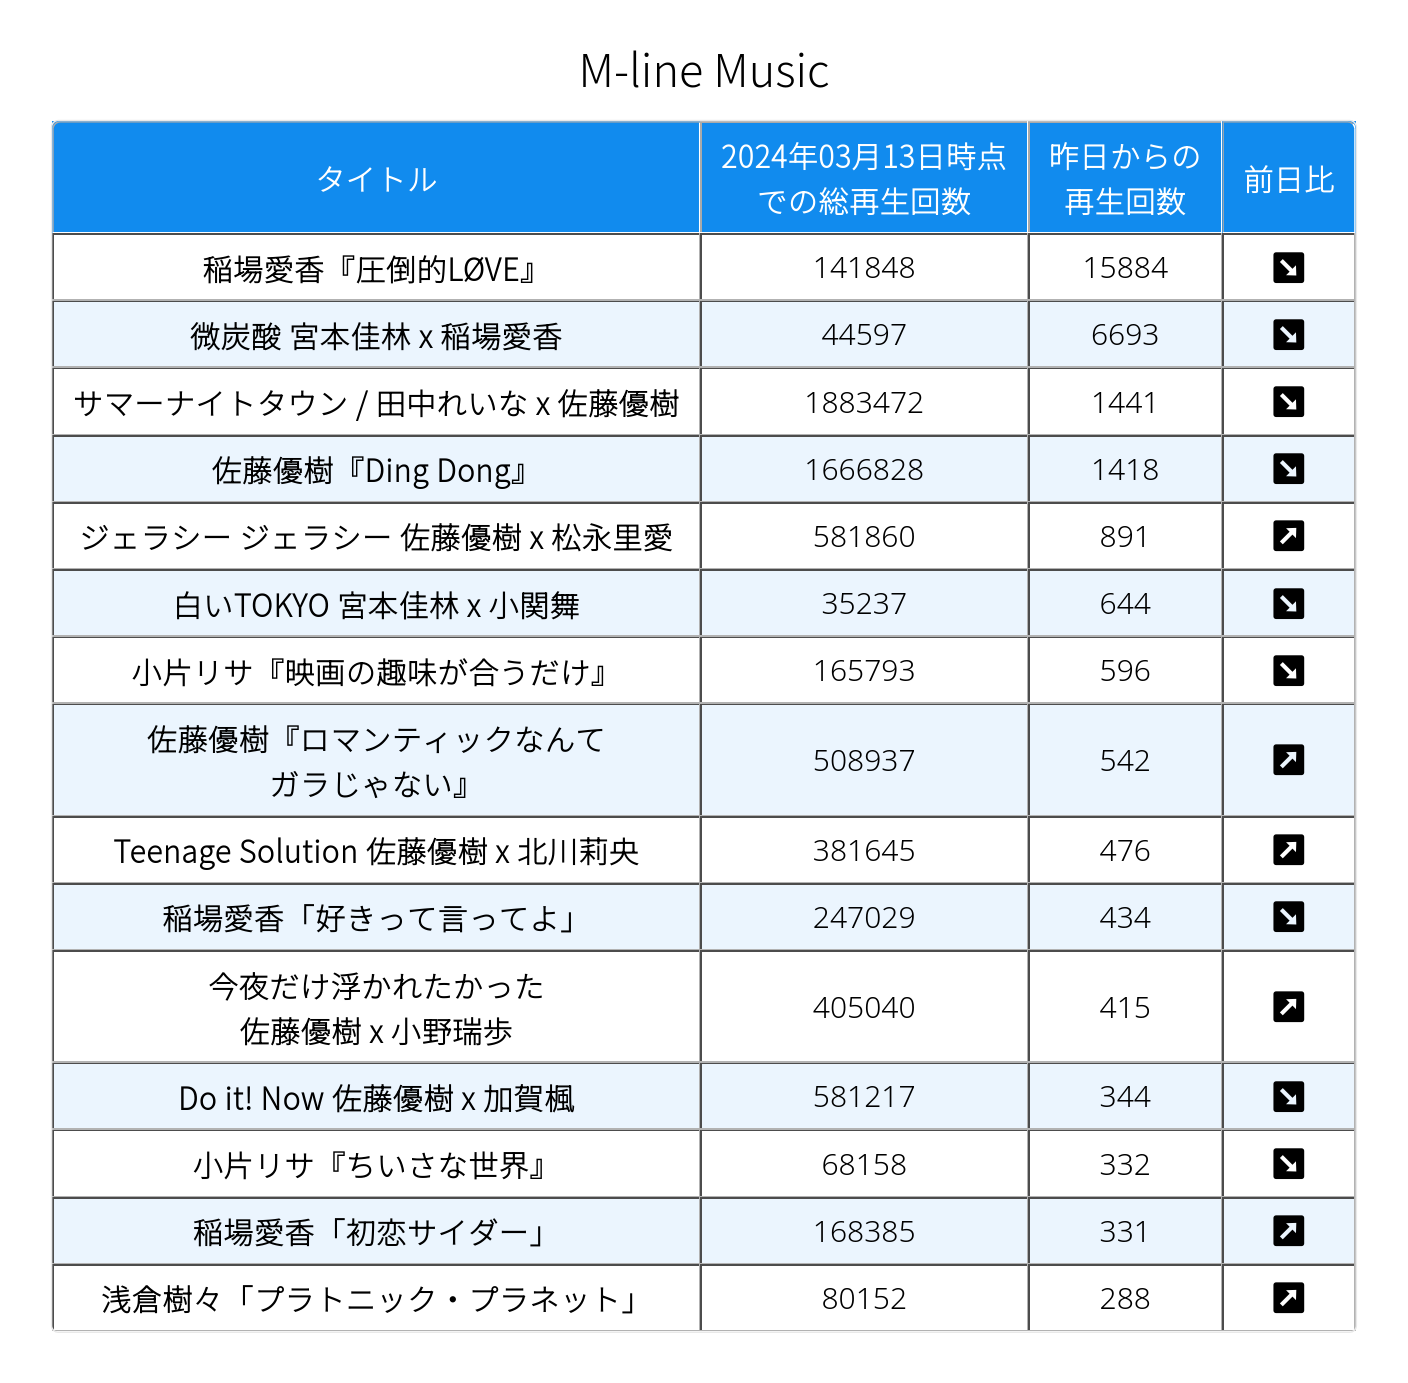 M-line Music
タイトル
2024年03月13日時点
での総再生回数
昨日からの
再生回数
前日比
稲場愛香『圧倒的LØVE』 141848 15884
微炭酸 宮本佳林 x 稲場愛香 44597 6693
サマーナイトタウン / 田中れいな x 佐藤優樹 1883472 1441
佐藤優樹『Ding Dong』 1666828 1418
ジェラシー ジェラシー 佐藤優樹 x 松永里愛 581860 891
白いTOKYO 宮本佳林 x 小関舞 35237 644
小片リサ『映画の趣味が合うだけ』 165793 596
佐藤優樹『ロマンティックなんて
ガラじゃない』
508937 542
Teenage Solution 佐藤優樹 x 北川莉央 381645 476
稲場愛香「好きって言ってよ」 247029 434
今夜だけ浮かれたかった
佐藤優樹 x 小野瑞歩
405040 415
Do it! Now 佐藤優樹 x 加賀楓 581217 344
小片リサ『ちいさな世界』 68158 332
稲場愛香「初恋サイダー」 168385 331
浅倉樹々「プラトニック・プラネット」 80152 288